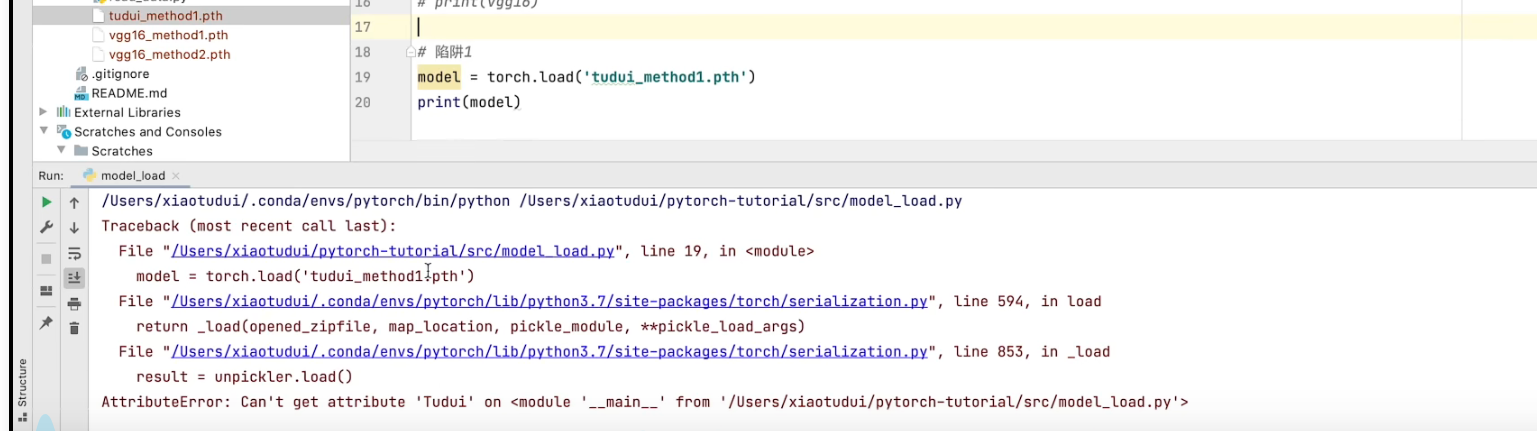 tudui_method1.pth
vgg16_method1.pth
vgg16_method2.pth
.gitignore
README.md
External Libraries
Scratches and Consoles
Scratches
16 # print(vgg16)
17
18 # 陷阱1
19 model = torch.load('tudui_method1.pth')
20 print(model)
Run: model_load
/Users/xiaotudui/.conda/envs/pytorch/bin/python /Users/xiaotudui/pytorch-tutorial/src/model_load.py
Traceback (most recent call last):
File "/Users/xiaotudui/pytorch-tutorial/src/model_load.py", line 19, in <module>
model = torch.load('tudui_method1.pth')
File "/Users/xiaotudui/.conda/envs/pytorch/lib/python3.7/site-packages/torch/serialization.py", line 594, in load
return _load(opened_zipfile, map_location, pickle_module, **pickle_load_args)
File "/Users/xiaotudui/.conda/envs/pytorch/lib/python3.7/site-packages/torch/serialization.py", line 853, in _load
result = unpickler.load()
AttributeError: Can't get attribute 'Tudui' on <module '__main__' from '/Users/xiaotudui/pytorch-tutorial/src/model_load.py'>
Structure